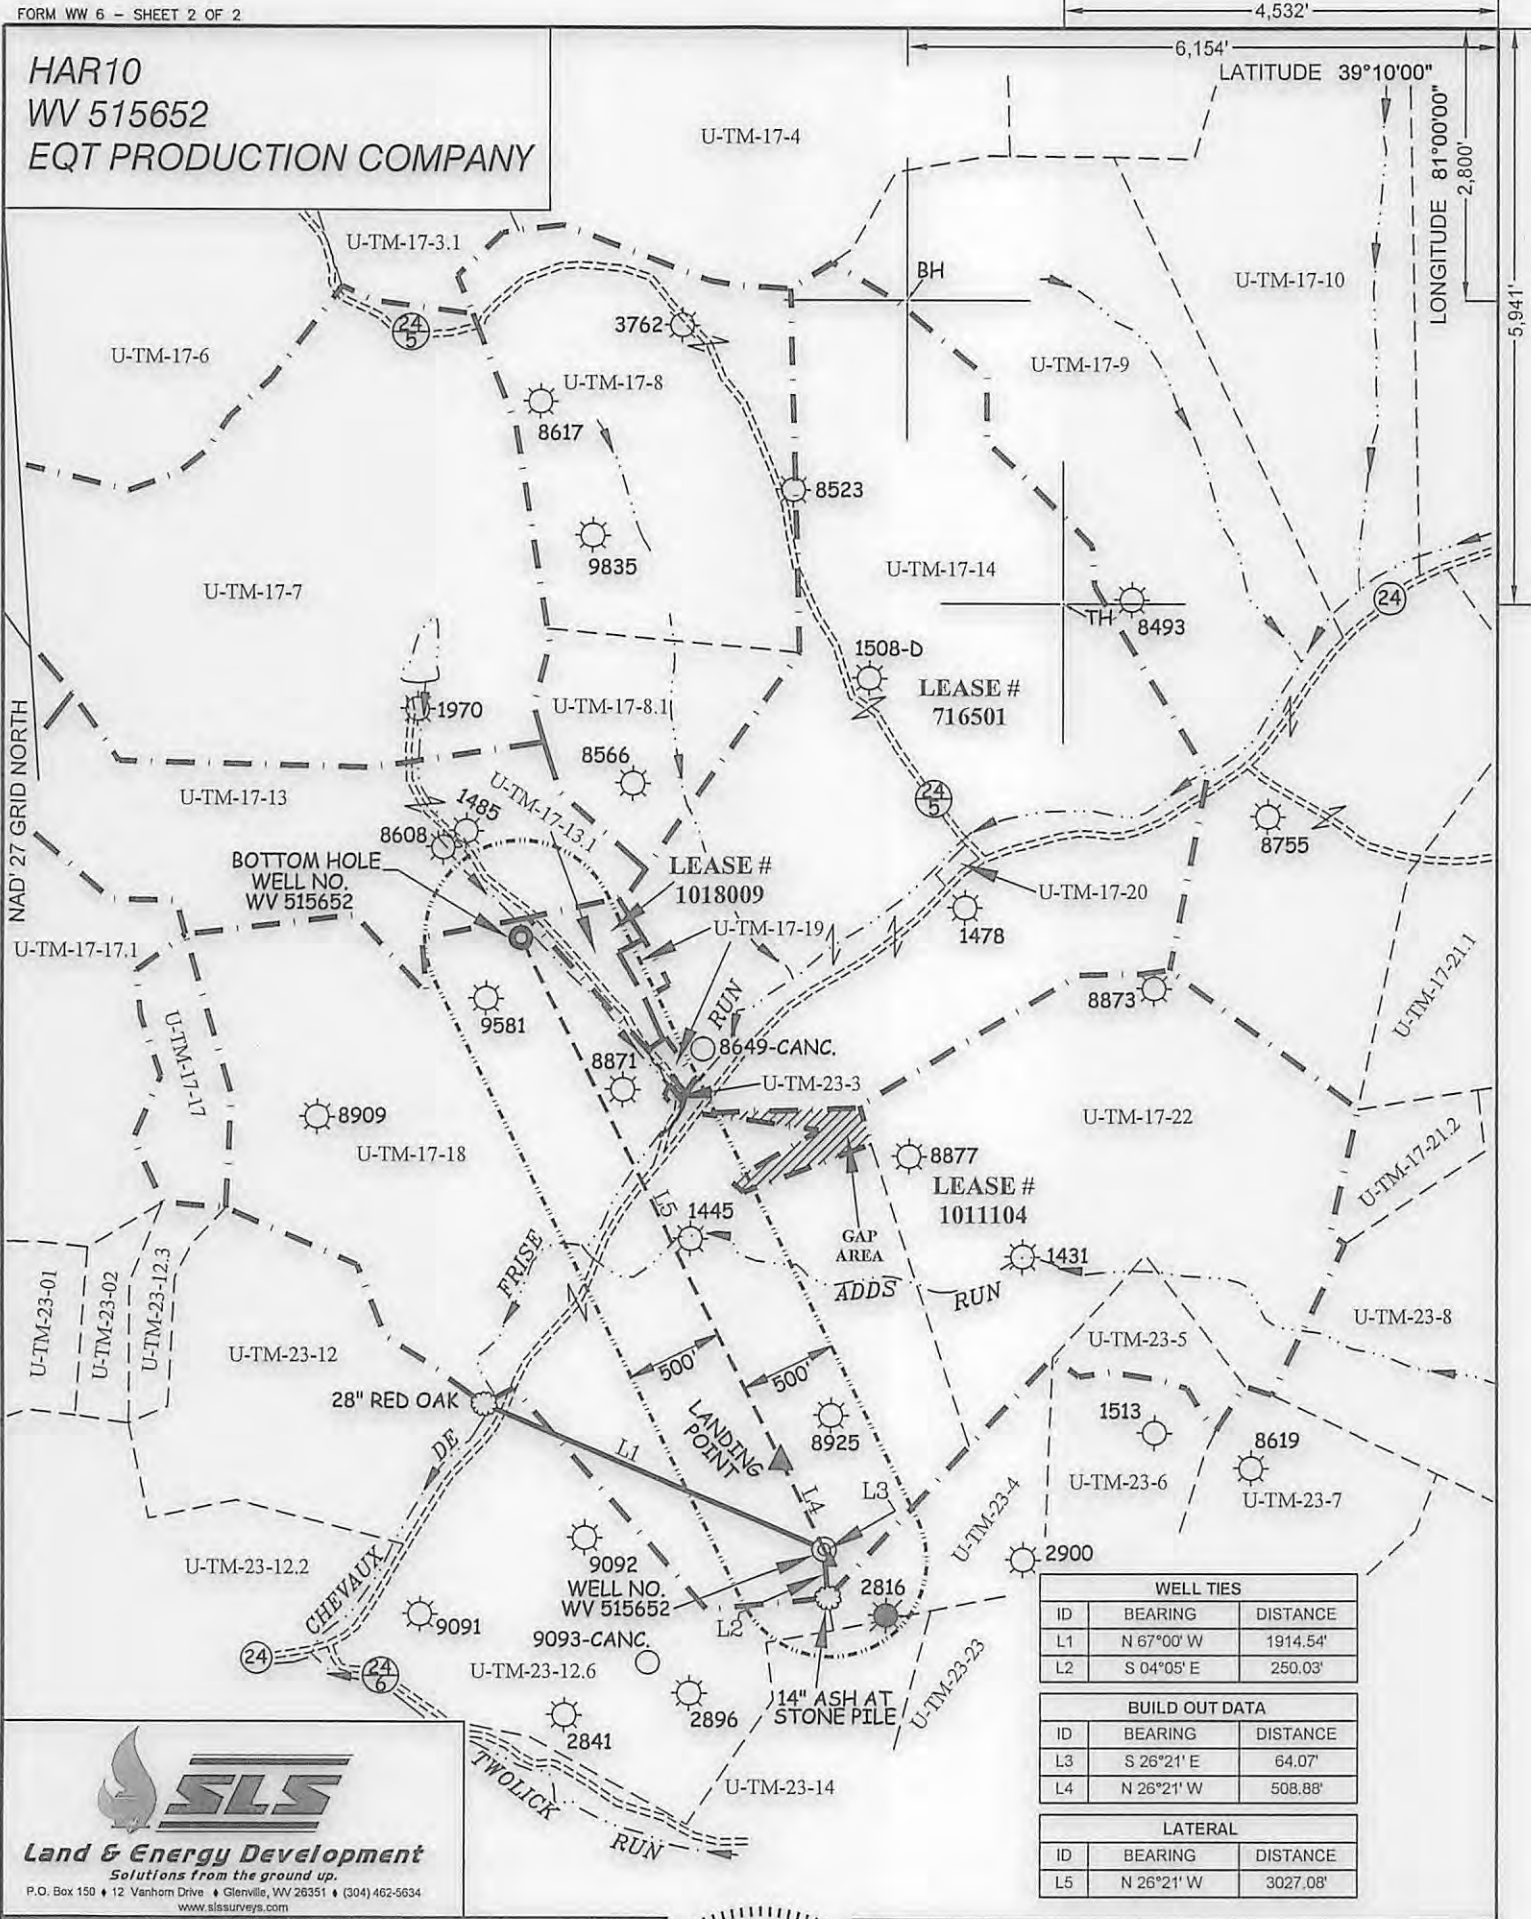 FORM WW 6 - SHEET 2 OF 2
4,532'
6,154'
HAR10
WV 515652
EQT PRODUCTION COMPANY
LATITUDE 39°10'00"
LONGITUDE 81°00'00"
2,800'
5,941'
U-TM-17-4
U-TM-17-3.1
BH
U-TM-17-10
24
5
3762
U-TM-17-6
U-TM-17-8
U-TM-17-9
8617
8523
9835
U-TM-17-14
U-TM-17-7
24
TH
8493
1508-D
LEASE #
716501
1970
U-TM-17-8.1
NAD'27 GRID NORTH
8566
U-TM-17-13
U-TM-17-13.1
24
5
1485
8608
8755
BOTTOM HOLE
WELL NO.
WV 515652
LEASE #
1018009
U-TM-17-20
U-TM-17-19
1478
U-TM-17-17.1
U-TM-17-21.1
8873
9581
RUN
U-TM-17-17
8649-CANC.
8871
U-TM-23-3
8909
U-TM-17-22
U-TM-17-18
8877
U-TM-17-21.2
LEASE #
1011104
L5
1445
GAP
AREA
FRISE
1431
ADDS
RUN
U-TM-23-01
U-TM-23-02
U-TM-23-12.3
U-TM-23-8
U-TM-23-5
U-TM-23-12
500'
500'
28" RED OAK
LANDING
POINT
8925
1513
8619
DE
L1
U-TM-23-6
U-TM-23-7
L4
L3
U-TM-23-4
9092
2900
U-TM-23-12.2
WELL NO.
WV 515652
2816
CHEVAUX
9091
L2
9093-CANC.
24
24
6
U-TM-23-12.6
U-TM-23-23
2896
14" ASH AT
STONE PILE
2841
TWOLICK
RUN
U-TM-23-14
WELL TIES
ID BEARING DISTANCE
L1 N 67°00' W 1914.54'
L2 S 04°05' E 250.03'
BUILD OUT DATA
ID BEARING DISTANCE
L3 S 26°21' E 64.07'
L4 N 26°21' W 508.88'
LATERAL
ID BEARING DISTANCE
L5 N 26°21' W 3027.08'
SLS
Land & Energy Development
Solutions from the ground up.
P.O. Box 150 ♦ 12 Vanhorn Drive ♦ Glenville, WV 26351 ♦ (304) 462-5634
www.slssurveys.com